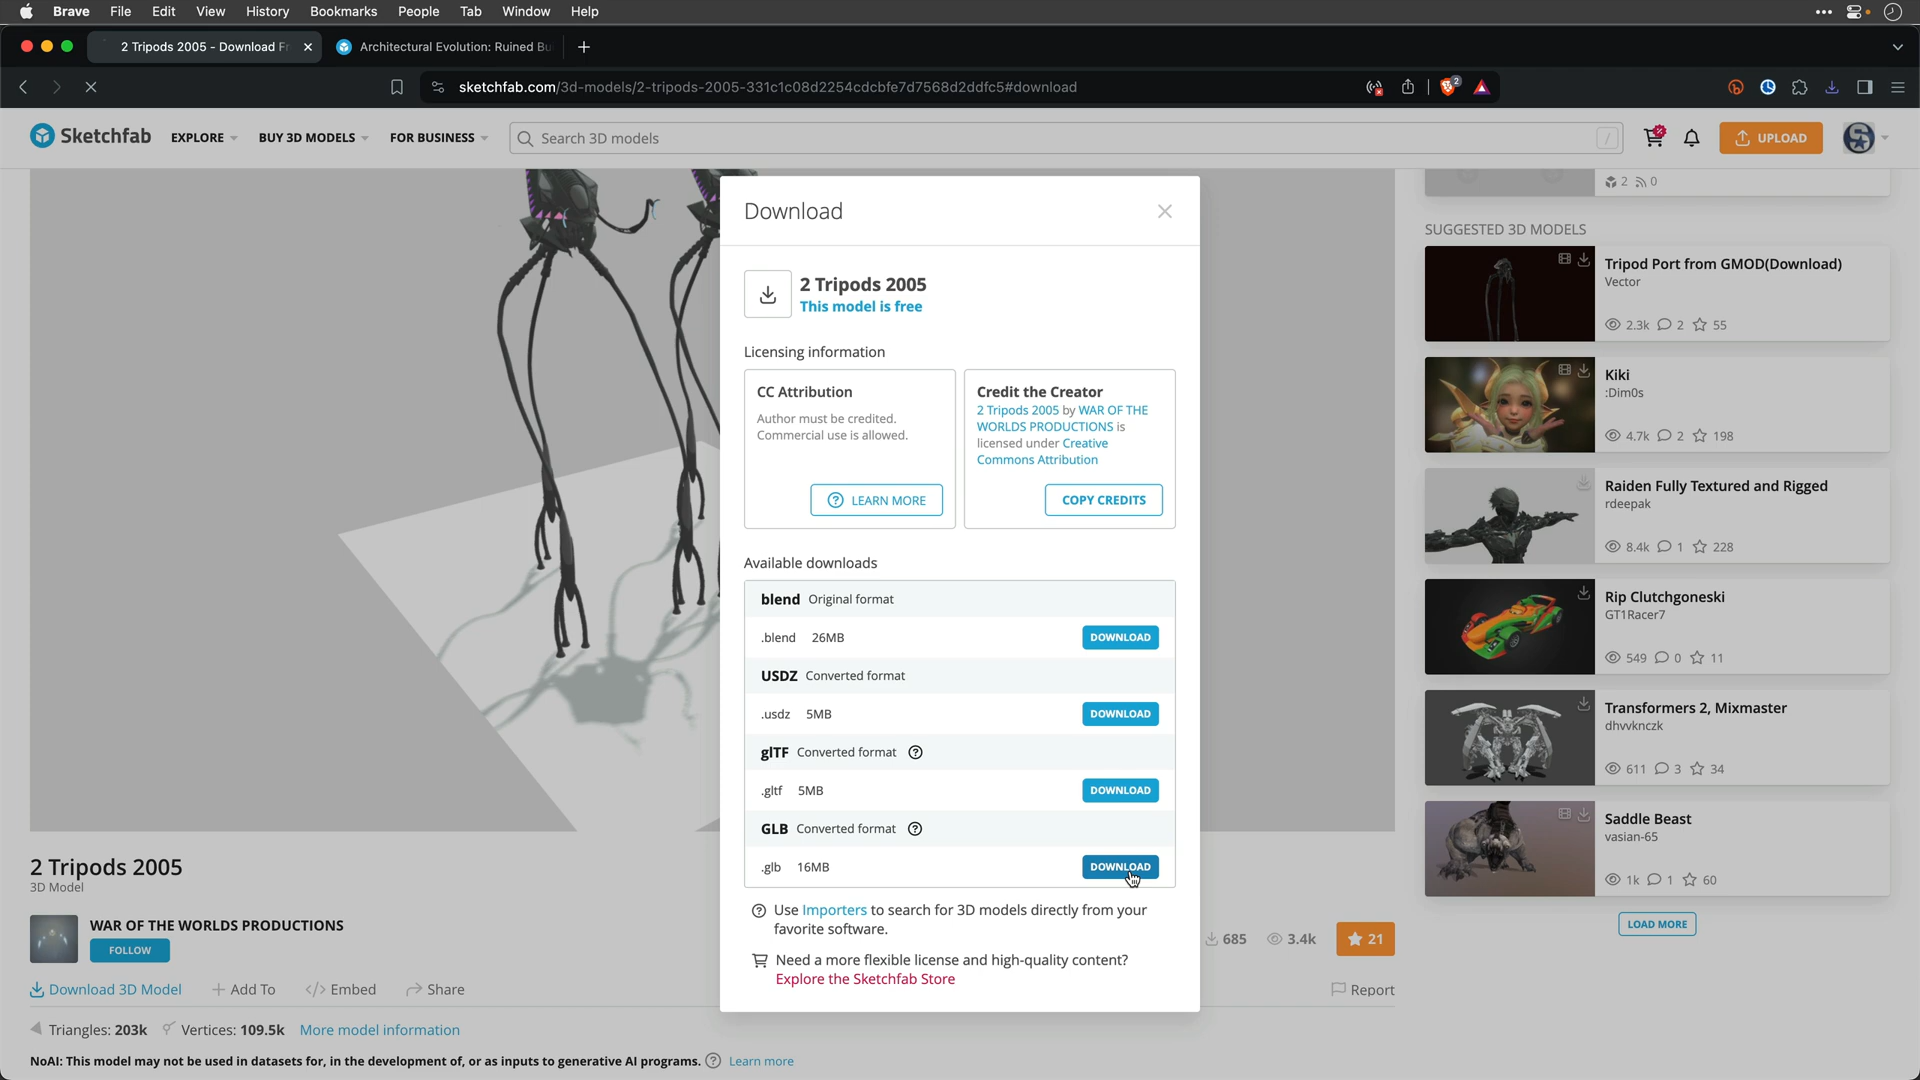 Brave File Edit View History Bookmarks People Tab Window Help
2 Tripods 2005 - Download Fr
Architectural Evolution: Ruined Bu
sketchfab.com/3d-models/2-tripods-2005-331c1c08d2254cdcbfe7d7568d2ddfc5#download
2
Sketchfab
EXPLORE
BUY 3D MODELS
FOR BUSINESS
Search 3D models
/
UPLOAD
Download
2 Tripods 2005
This model is free
Licensing information
CC Attribution
Author must be credited.
Commercial use is allowed.
LEARN MORE
Credit the Creator
2 Tripods 2005 by WAR OF THE
WORLDS PRODUCTIONS is
licensed under Creative
Commons Attribution
COPY CREDITS
Available downloads
blend Original format
.blend 26MB DOWNLOAD
USDZ Converted format
.usdz 5MB DOWNLOAD
glTF Converted format ?
.gltf 5MB DOWNLOAD
GLB Converted format ?
.glb 16MB DOWNLOAD
Use Importers to search for 3D models directly from your
favorite software.
Need a more flexible license and high-quality content?
Explore the Sketchfab Store
2 0
SUGGESTED 3D MODELS
Tripod Port from GMOD(Download)
Vector
2.3k 2 55
Kiki
:Dim0s
4.7k 2 198
Raiden Fully Textured and Rigged
rdeepak
8.4k 1 228
Rip Clutchgoneski
GT1Racer7
549 0 11
Transformers 2, Mixmaster
dhvvknczk
611 3 34
Saddle Beast
vasian-65
1k 1 60
LOAD MORE
2 Tripods 2005
3D Model
WAR OF THE WORLDS PRODUCTIONS
FOLLOW
685 3.4k 21
Download 3D Model
Add To
Embed
Share
Report
Triangles: 203k Vertices: 109.5k More model information
NoAI: This model may not be used in datasets for, in the development of, or as inputs to generative AI programs. ? Learn more